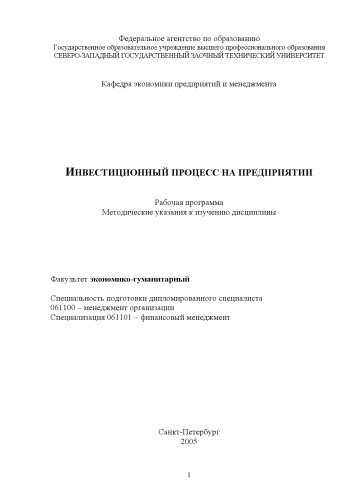 Федеральное агентство по образованию
Государственное образовательное учреждение высшего профессионального образования
СЕВЕРО-ЗАПАДНЫЙ ГОСУДАРСТВЕННЫЙ ЗАОЧНЫЙ ТЕХНИЧЕСКИЙ УНИВЕРСИТЕТ
Кафедра экономики предприятий и менеджмента
ИНВЕСТИЦИОННЫЙ ПРОЦЕСС НА ПРЕДПРИЯТИИ
Рабочая программа
Методические указания к изучению дисциплины
Факультет экономико-гуманитарный
Специальность подготовки дипломированного специалиста
061100 – менеджмент организации
Специализация 061101 – финансовый менеджмент
Санкт-Петербург
2005
1